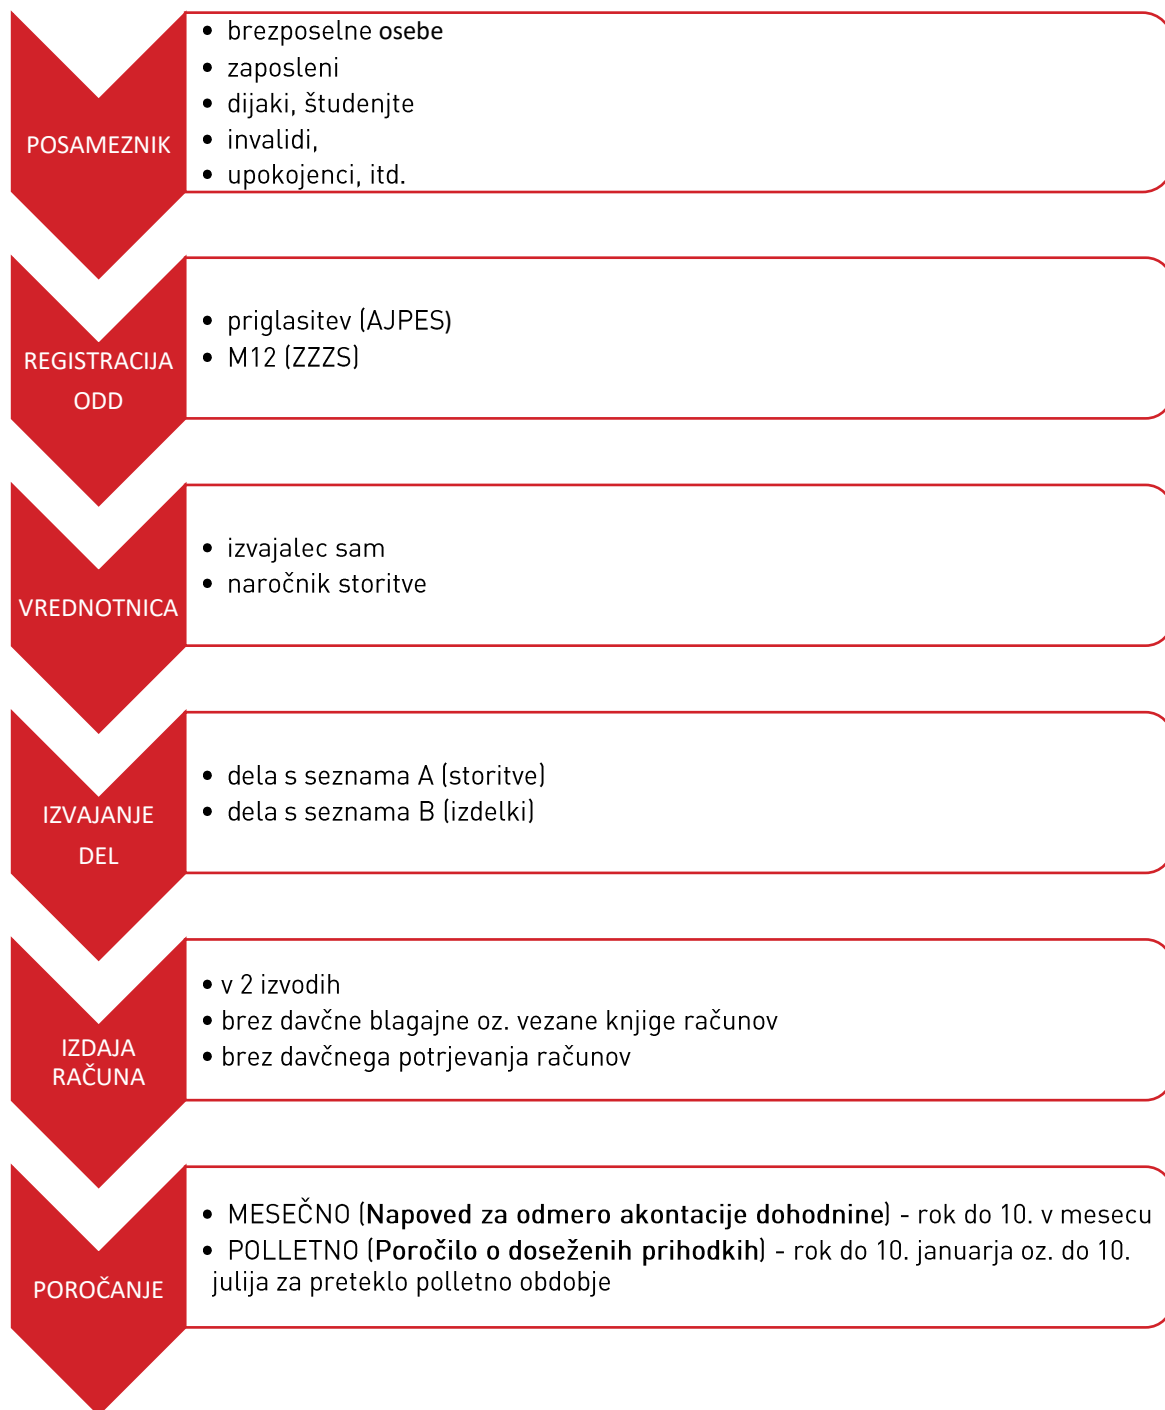 POSAMEZNIK
• brezposelne osebe
• zaposleni
• dijaki, študenjte
• invalidi,
• upokojenci, itd.
REGISTRACIJA
ODD
• priglasitev (AJPES)
• M12 (ZZZS)
VREDNOTNICA
• izvajalec sam
• naročnik storitve
IZVAJANJE
DEL
• dela s seznama A (storitve)
• dela s seznama B (izdelki)
IZDAJA
RAČUNA
• v 2 izvodih
• brez davčne blagajne oz. vezane knjige računov
• brez davčnega potrjevanja računov
POROČANJE
• MESEČNO (Napoved za odmero akontacije dohodnine) - rok do 10. v mesecu
• POLLETNO (Poročilo o doseženih prihodkih) - rok do 10. januarja oz. do 10.
julija za preteklo polletno obdobje